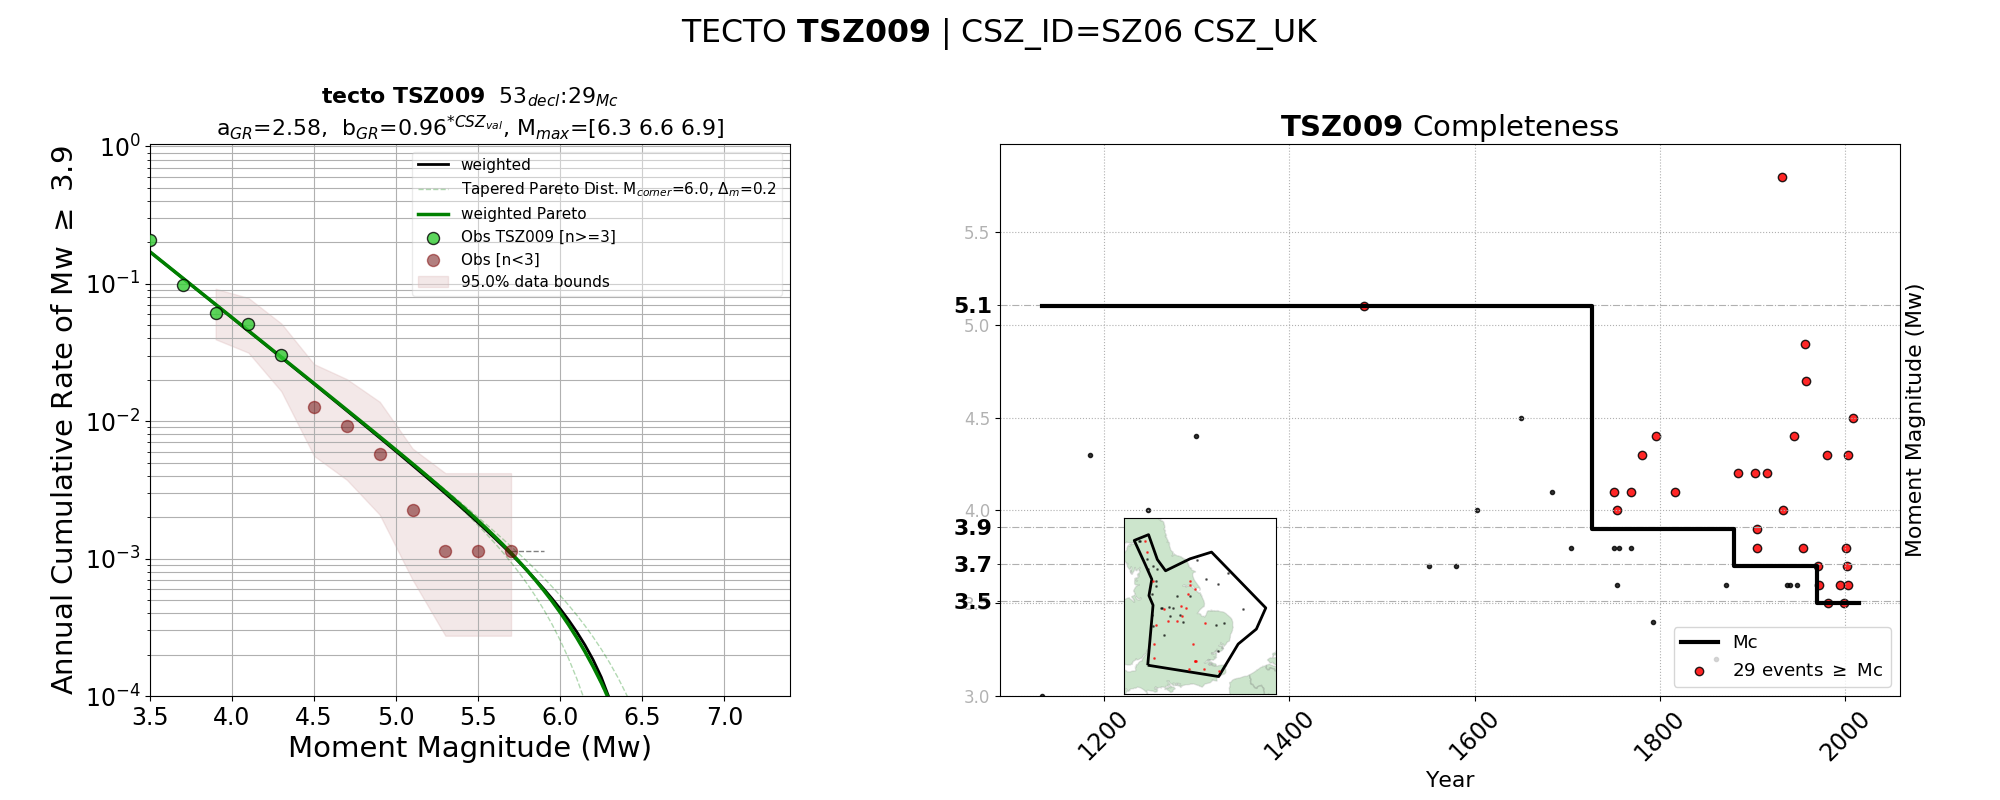 TECTO TSZ009 | CSZ_ID=SZ06 CSZ_UK
tecto TSZ009 53decl:29Mc
aGR=2.58, bGR=0.96*CSZval, Mmax=[6.3 6.6 6.9]
Annual Cumulative Rate of Mw ≥ 3.9
10^0
10^-1
10^-2
10^-3
10^-4
weighted
Tapered Pareto Dist. Mcorner=6.0, Δm=0.2
weighted Pareto
Obs TSZ009 [n>=3]
Obs [n<3]
95.0% data bounds
3.5 4.0 4.5 5.0 5.5 6.0 6.5 7.0
Moment Magnitude (Mw)
TSZ009 Completeness
5.5
5.1
5.0
4.5
4.0
3.9
3.7
3.5
3.0
Moment Magnitude (Mw)
Mc
29 events ≥ Mc
1200 1400 1600 1800 2000
Year